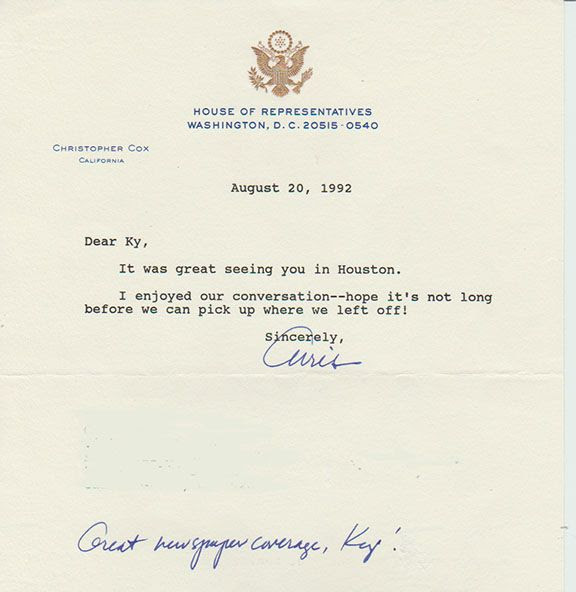 HOUSE OF REPRESENTATIVES
WASHINGTON, D. C. 20515-0540
CHRISTOPHER COX
CALIFORNIA
August 20, 1992
Dear Ky,
It was great seeing you in Houston.
I enjoyed our conversation--hope it's not long
before we can pick up where we left off!
Sincerely,
Chris
Great newspaper coverage, Ky!